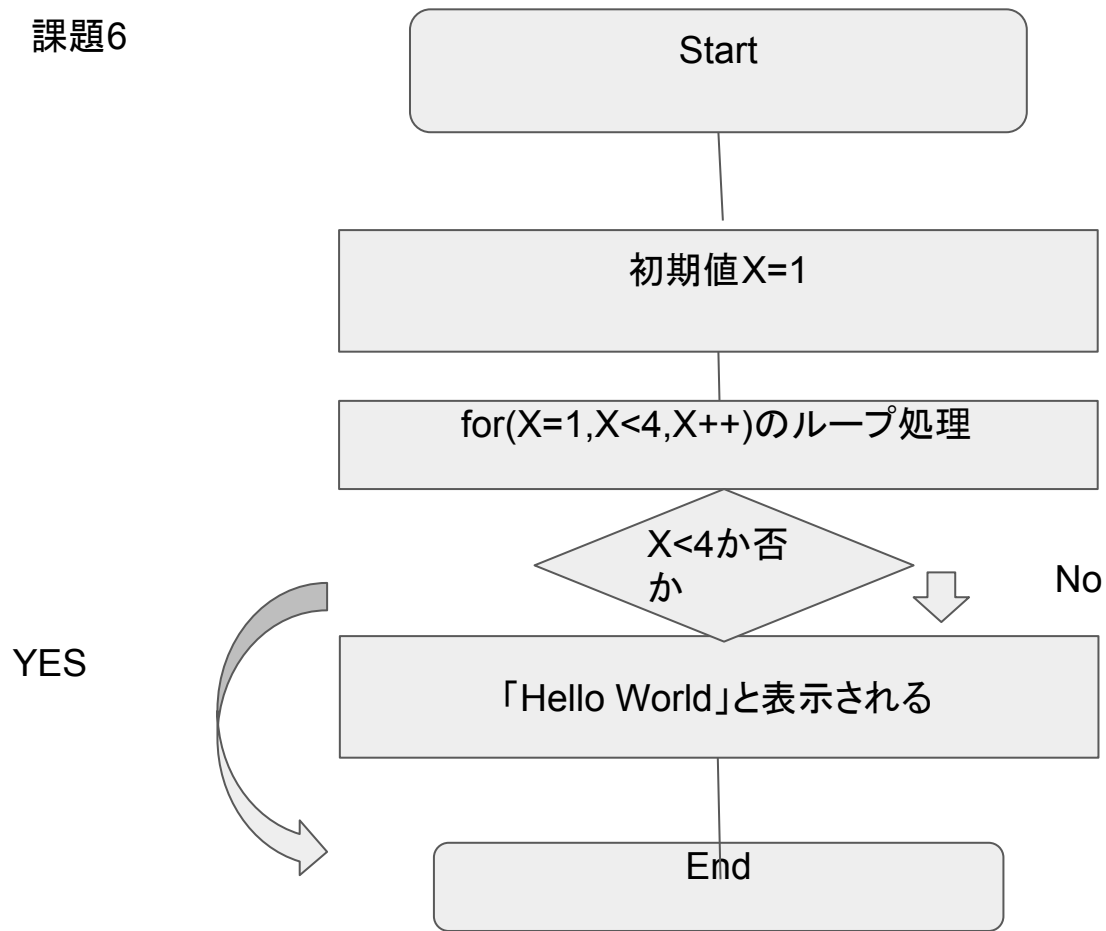 課題6
Start
初期値X=1
for(X=1,X<4,X++)のループ処理
X<4か否
か
No
YES
「Hello World」と表示される
End